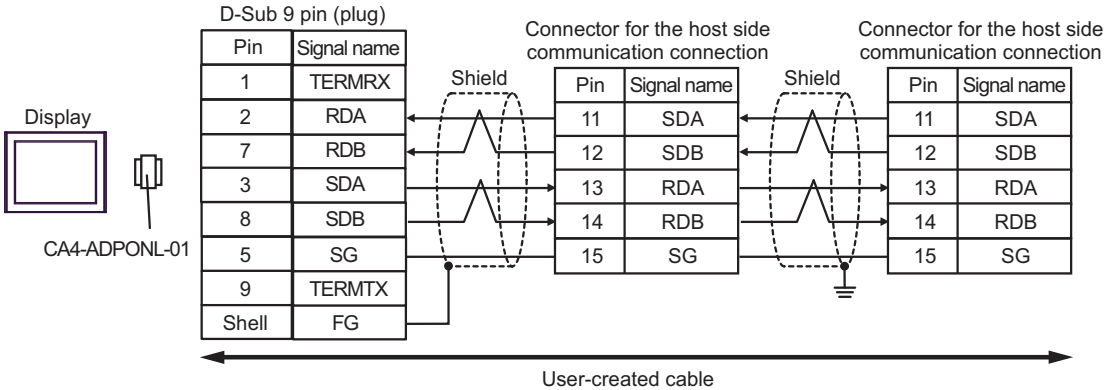 D-Sub 9 pin (plug)
Pin Signal name
1 TERMRX
2 RDA
7 RDB
3 SDA
8 SDB
5 SG
9 TERMTX
Shell FG
Display
CA4-ADPONL-01
Shield
Connector for the host side
communication connection
Pin Signal name
11 SDA
12 SDB
13 RDA
14 RDB
15 SG
Shield
Connector for the host side
communication connection
Pin Signal name
11 SDA
12 SDB
13 RDA
14 RDB
15 SG
User-created cable